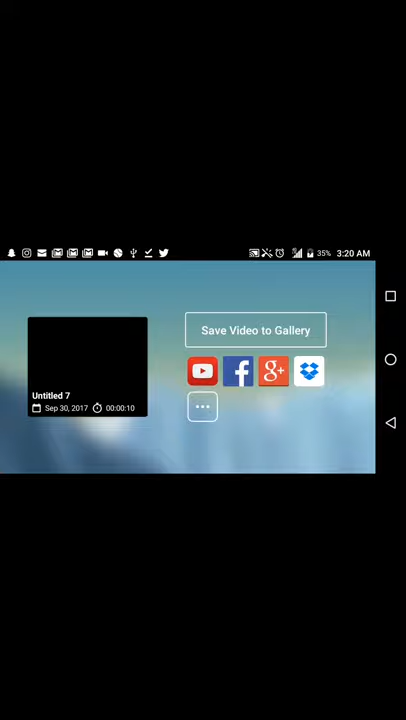 35% 3:20 AM
Save Video to Gallery
f g+
Untitled 7
Sep 30, 2017 00:00:10